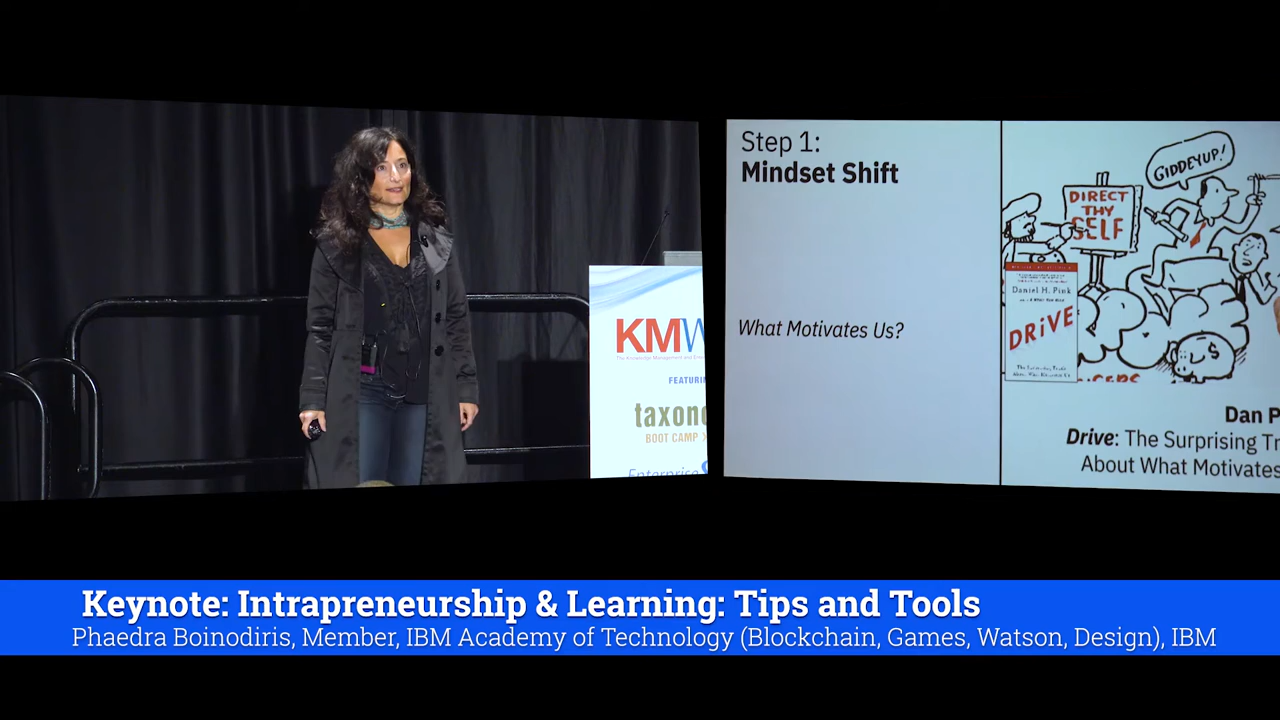 KMW
FEATURIN
taxono
BOOT CAMP
Enterprise
Step 1:
Mindset Shift
What Motivates Us?
GIDDEYUP!
DIRECT
THY
SELF
Daniel H. Pink
DRiVE
Dan P
Drive: The Surprising Tr
About What Motivates
Keynote: Intrapreneurship & Learning: Tips and Tools
Phaedra Boinodiris, Member, IBM Academy of Technology (Blockchain, Games, Watson, Design), IBM